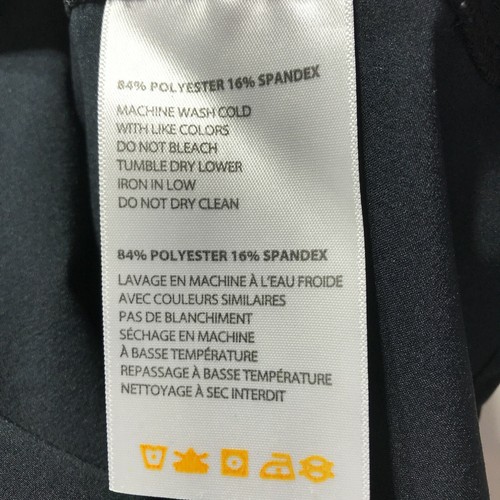 84% POLYESTER 16% SPANDEX
MACHINE WASH COLD
WITH LIKE COLORS
DO NOT BLEACH
TUMBLE DRY LOWER
IRON IN LOW
DO NOT DRY CLEAN
84% POLYESTER 16% SPANDEX
LAVAGE EN MACHINE À L'EAU FROIDE
AVEC COULEURS SIMILAIRES
PAS DE BLANCHIMENT
SÉCHAGE EN MACHINE
À BASSE TEMPÉRATURE
REPASSAGE À BASSE TEMPÉRATURE
NETTOYAGE À SEC INTERDIT